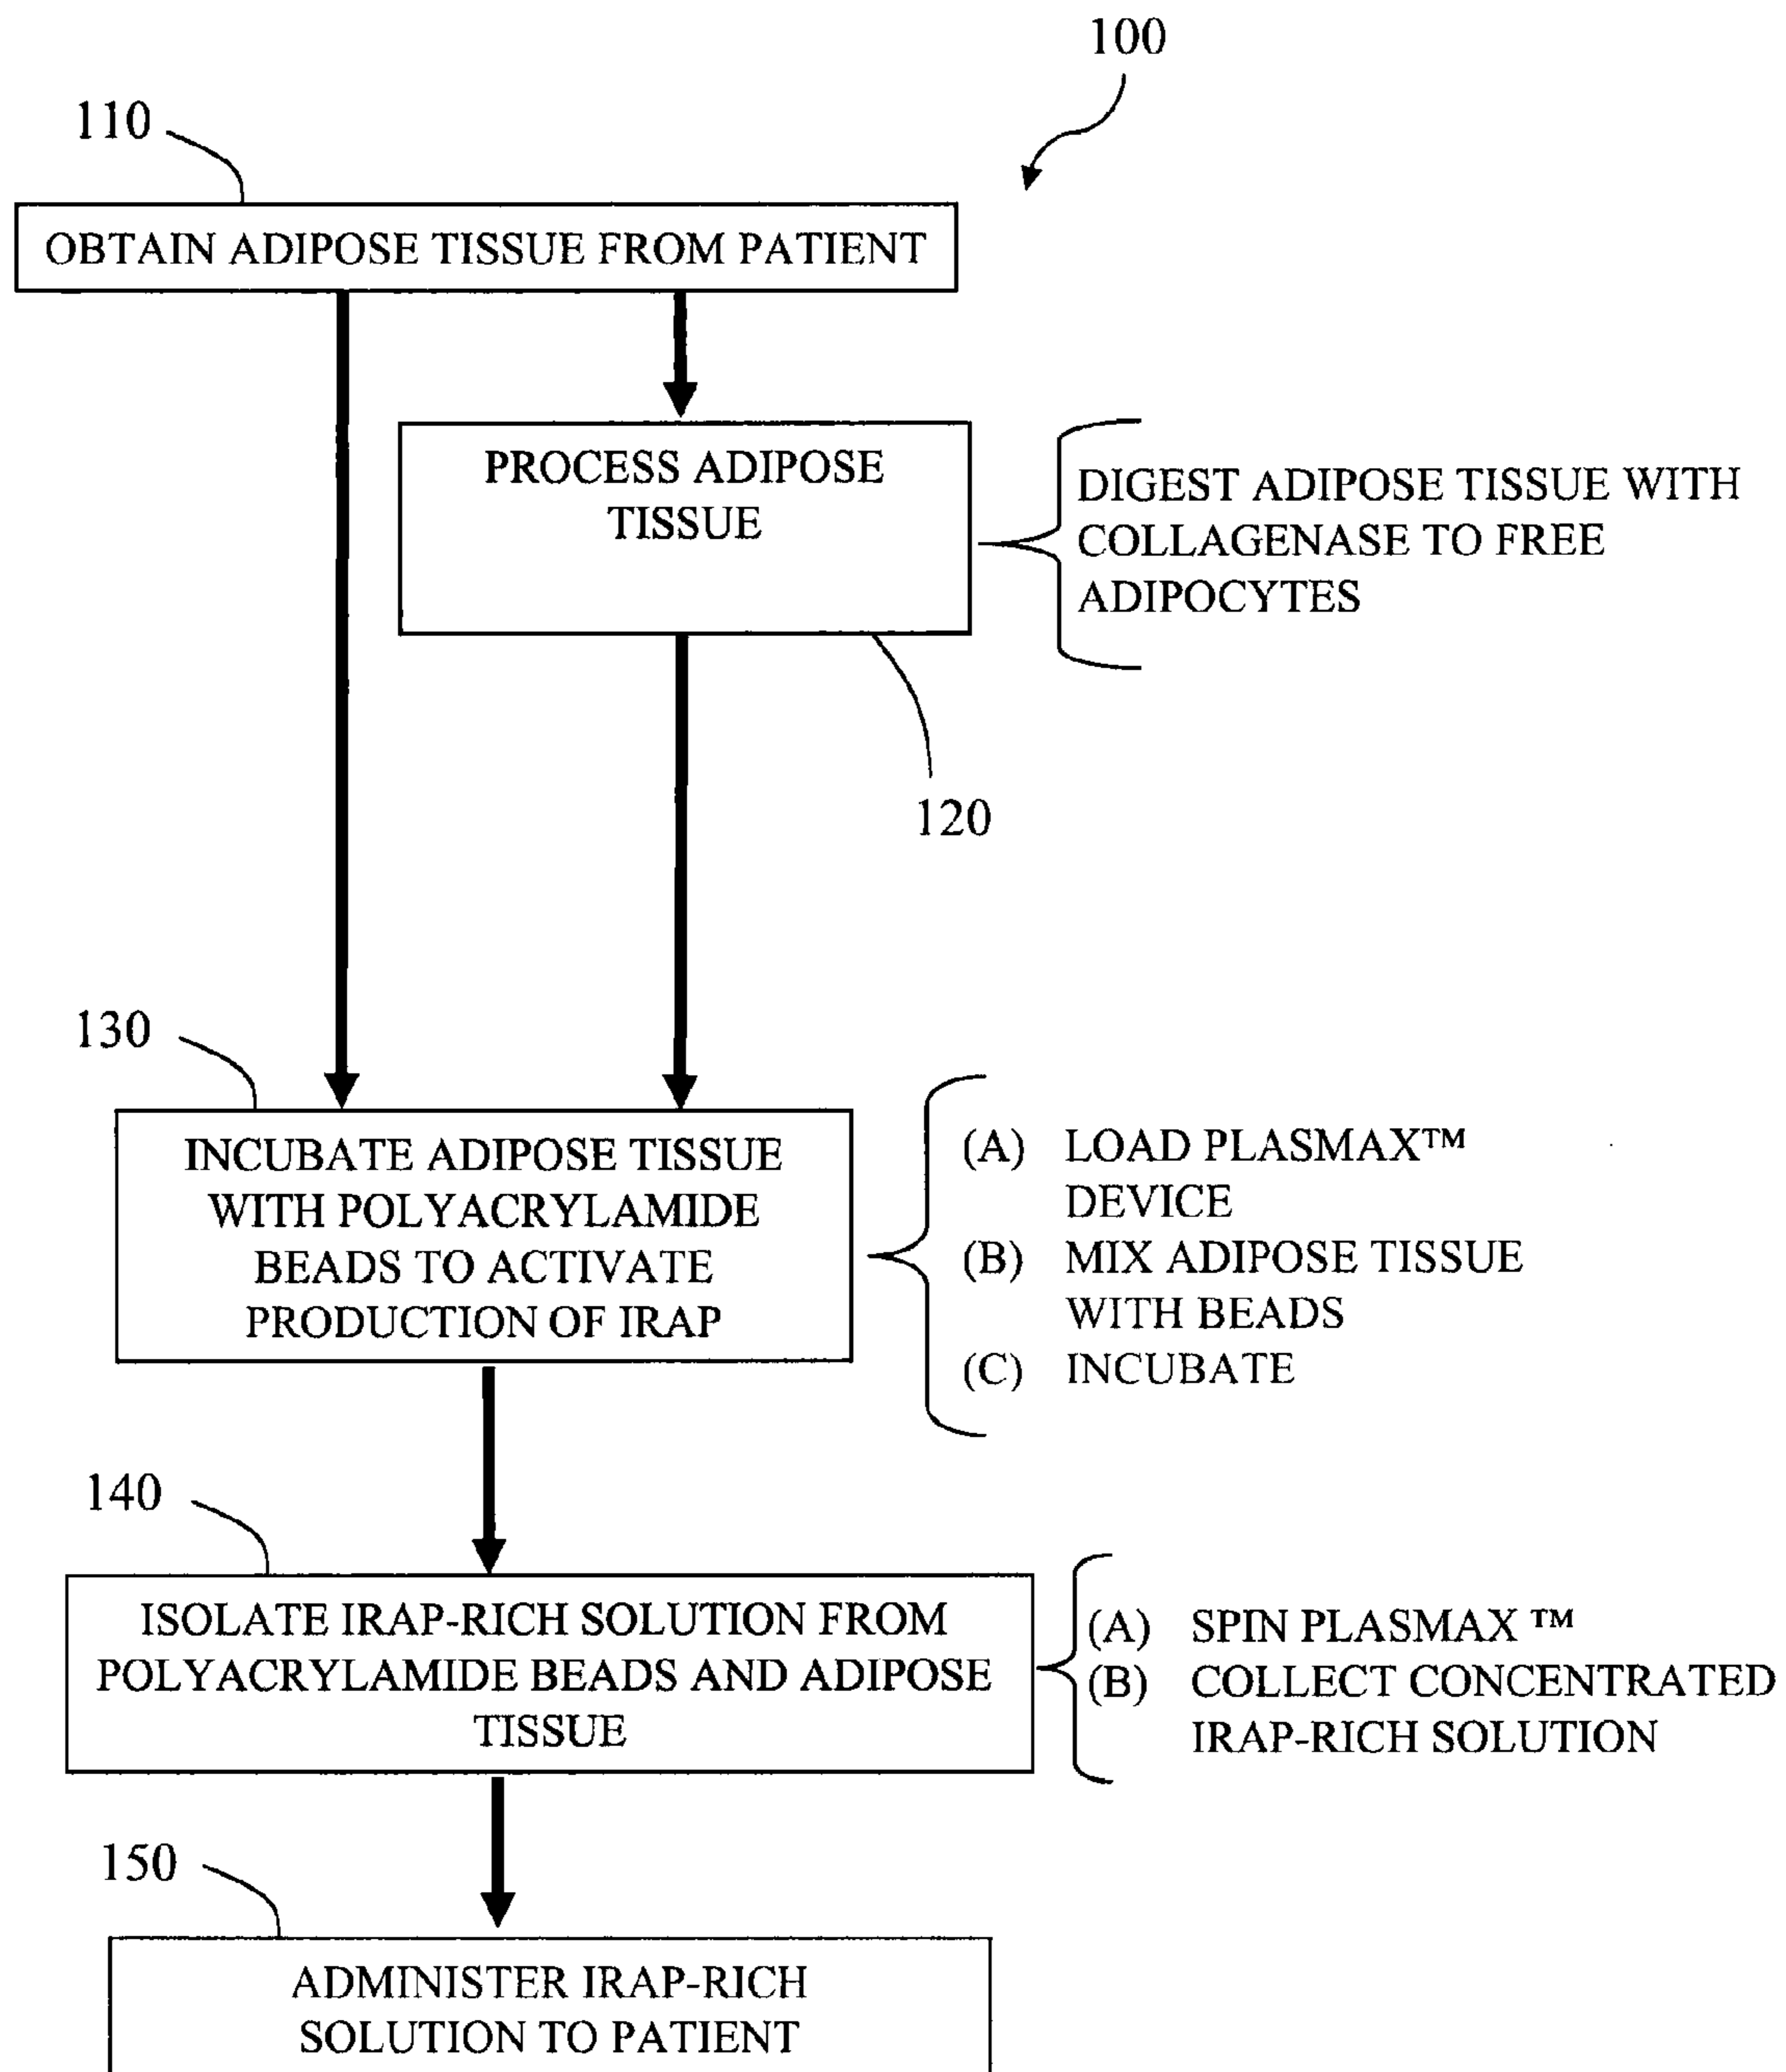 100
110
OBTAIN ADIPOSE TISSUE FROM PATIENT
PROCESS ADIPOSE
TISSUE
DIGEST ADIPOSE TISSUE WITH
COLLAGENASE TO FREE
ADIPOCYTES
120
130
INCUBATE ADIPOSE TISSUE
WITH POLYACRYLAMIDE
BEADS TO ACTIVATE
PRODUCTION OF IRAP
(A) LOAD PLASMAX™
DEVICE
(B) MIX ADIPOSE TISSUE
WITH BEADS
(C) INCUBATE
140
ISOLATE IRAP-RICH SOLUTION FROM
POLYACRYLAMIDE BEADS AND ADIPOSE
TISSUE
(A) SPIN PLASMAX ™
(B) COLLECT CONCENTRATED
IRAP-RICH SOLUTION
150
ADMINISTER IRAP-RICH
SOLUTION TO PATIENT